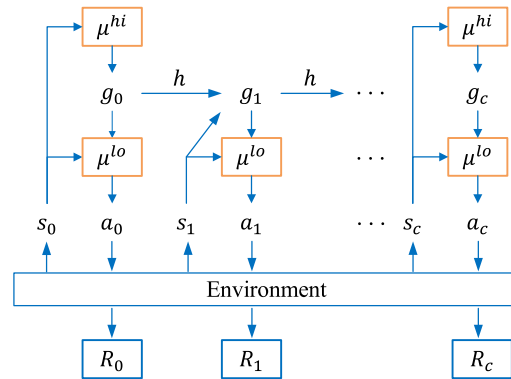 μ^{hi} μ^{hi}
g_0 h g_1 h · · · g_c
μ^{lo} μ^{lo} · · · μ^{lo}
s_0 a_0 s_1 a_1 · · · s_c a_c
Environment
R_0 R_1 R_c